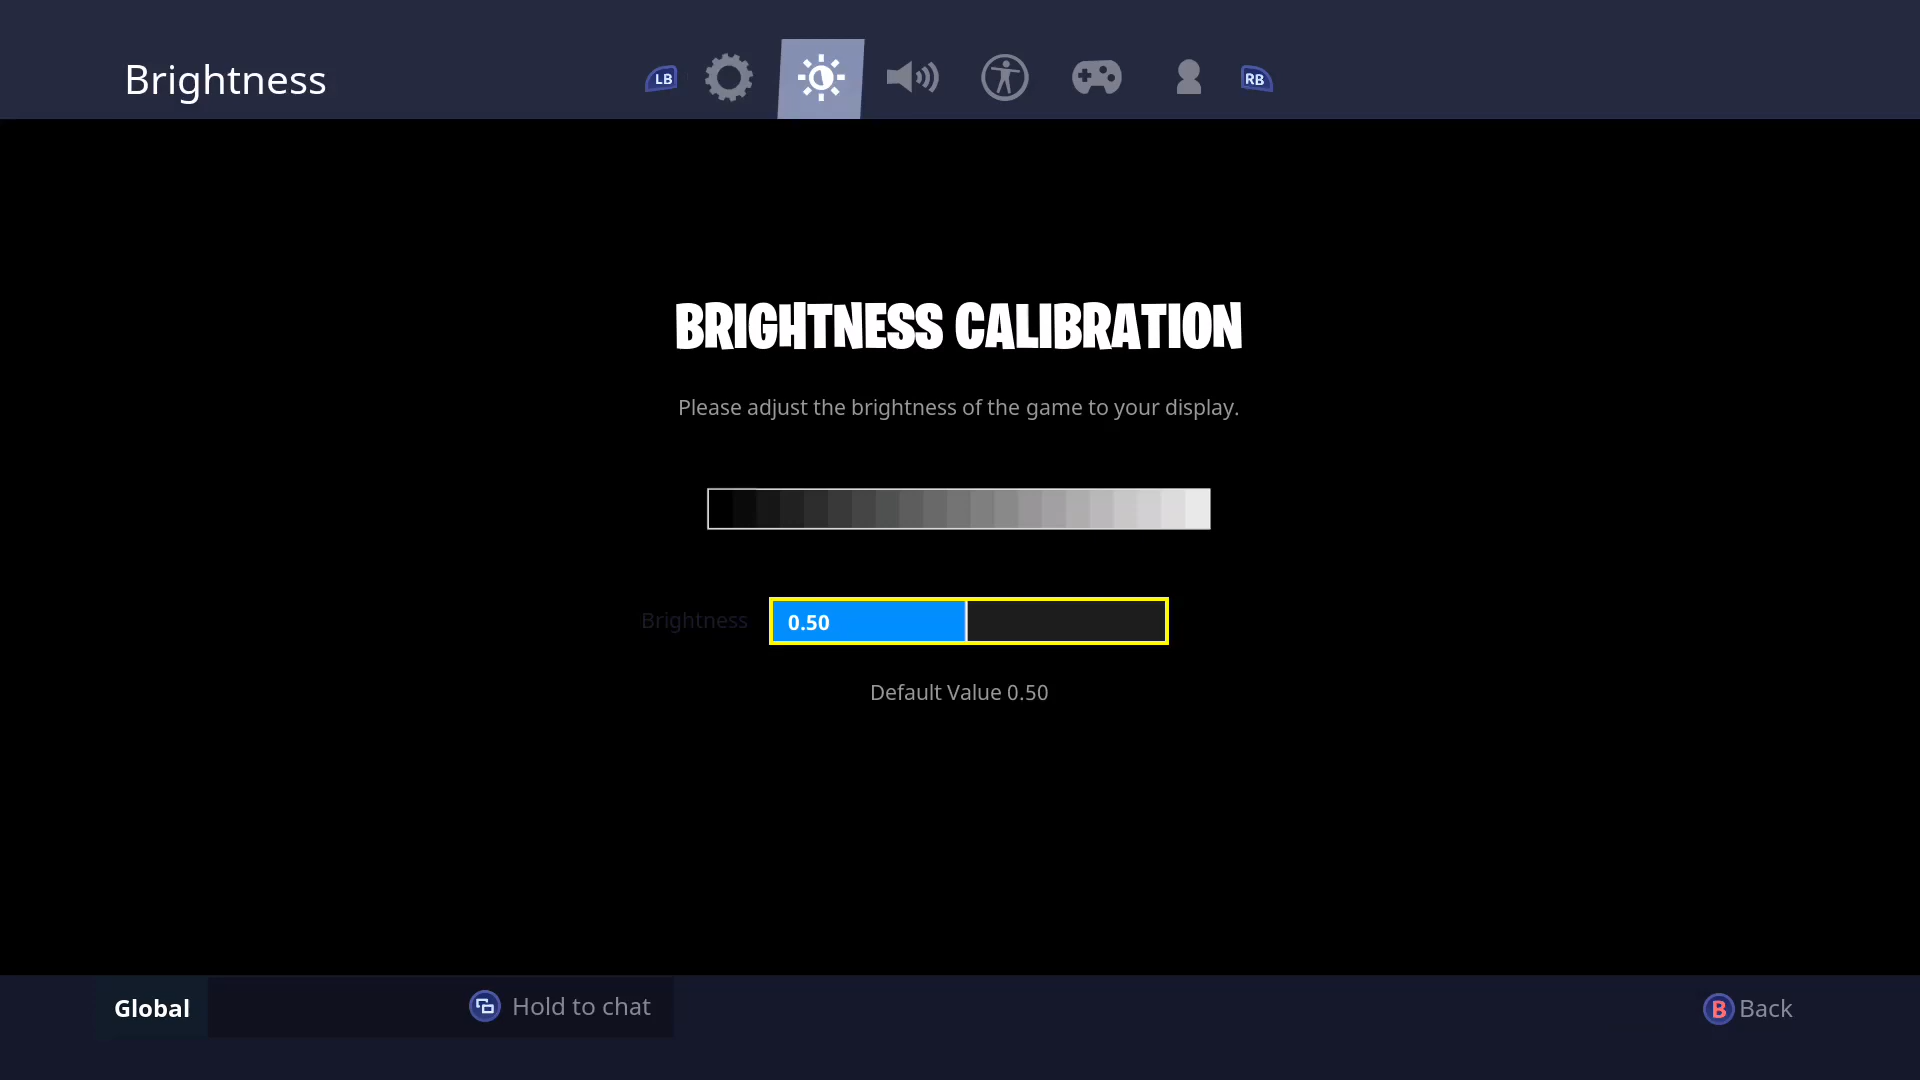 Brightness
LB
RB
BRIGHTNESS CALIBRATION
Please adjust the brightness of the game to your display.
Brightness
0.50
Default Value 0.50
Global
Hold to chat
B Back